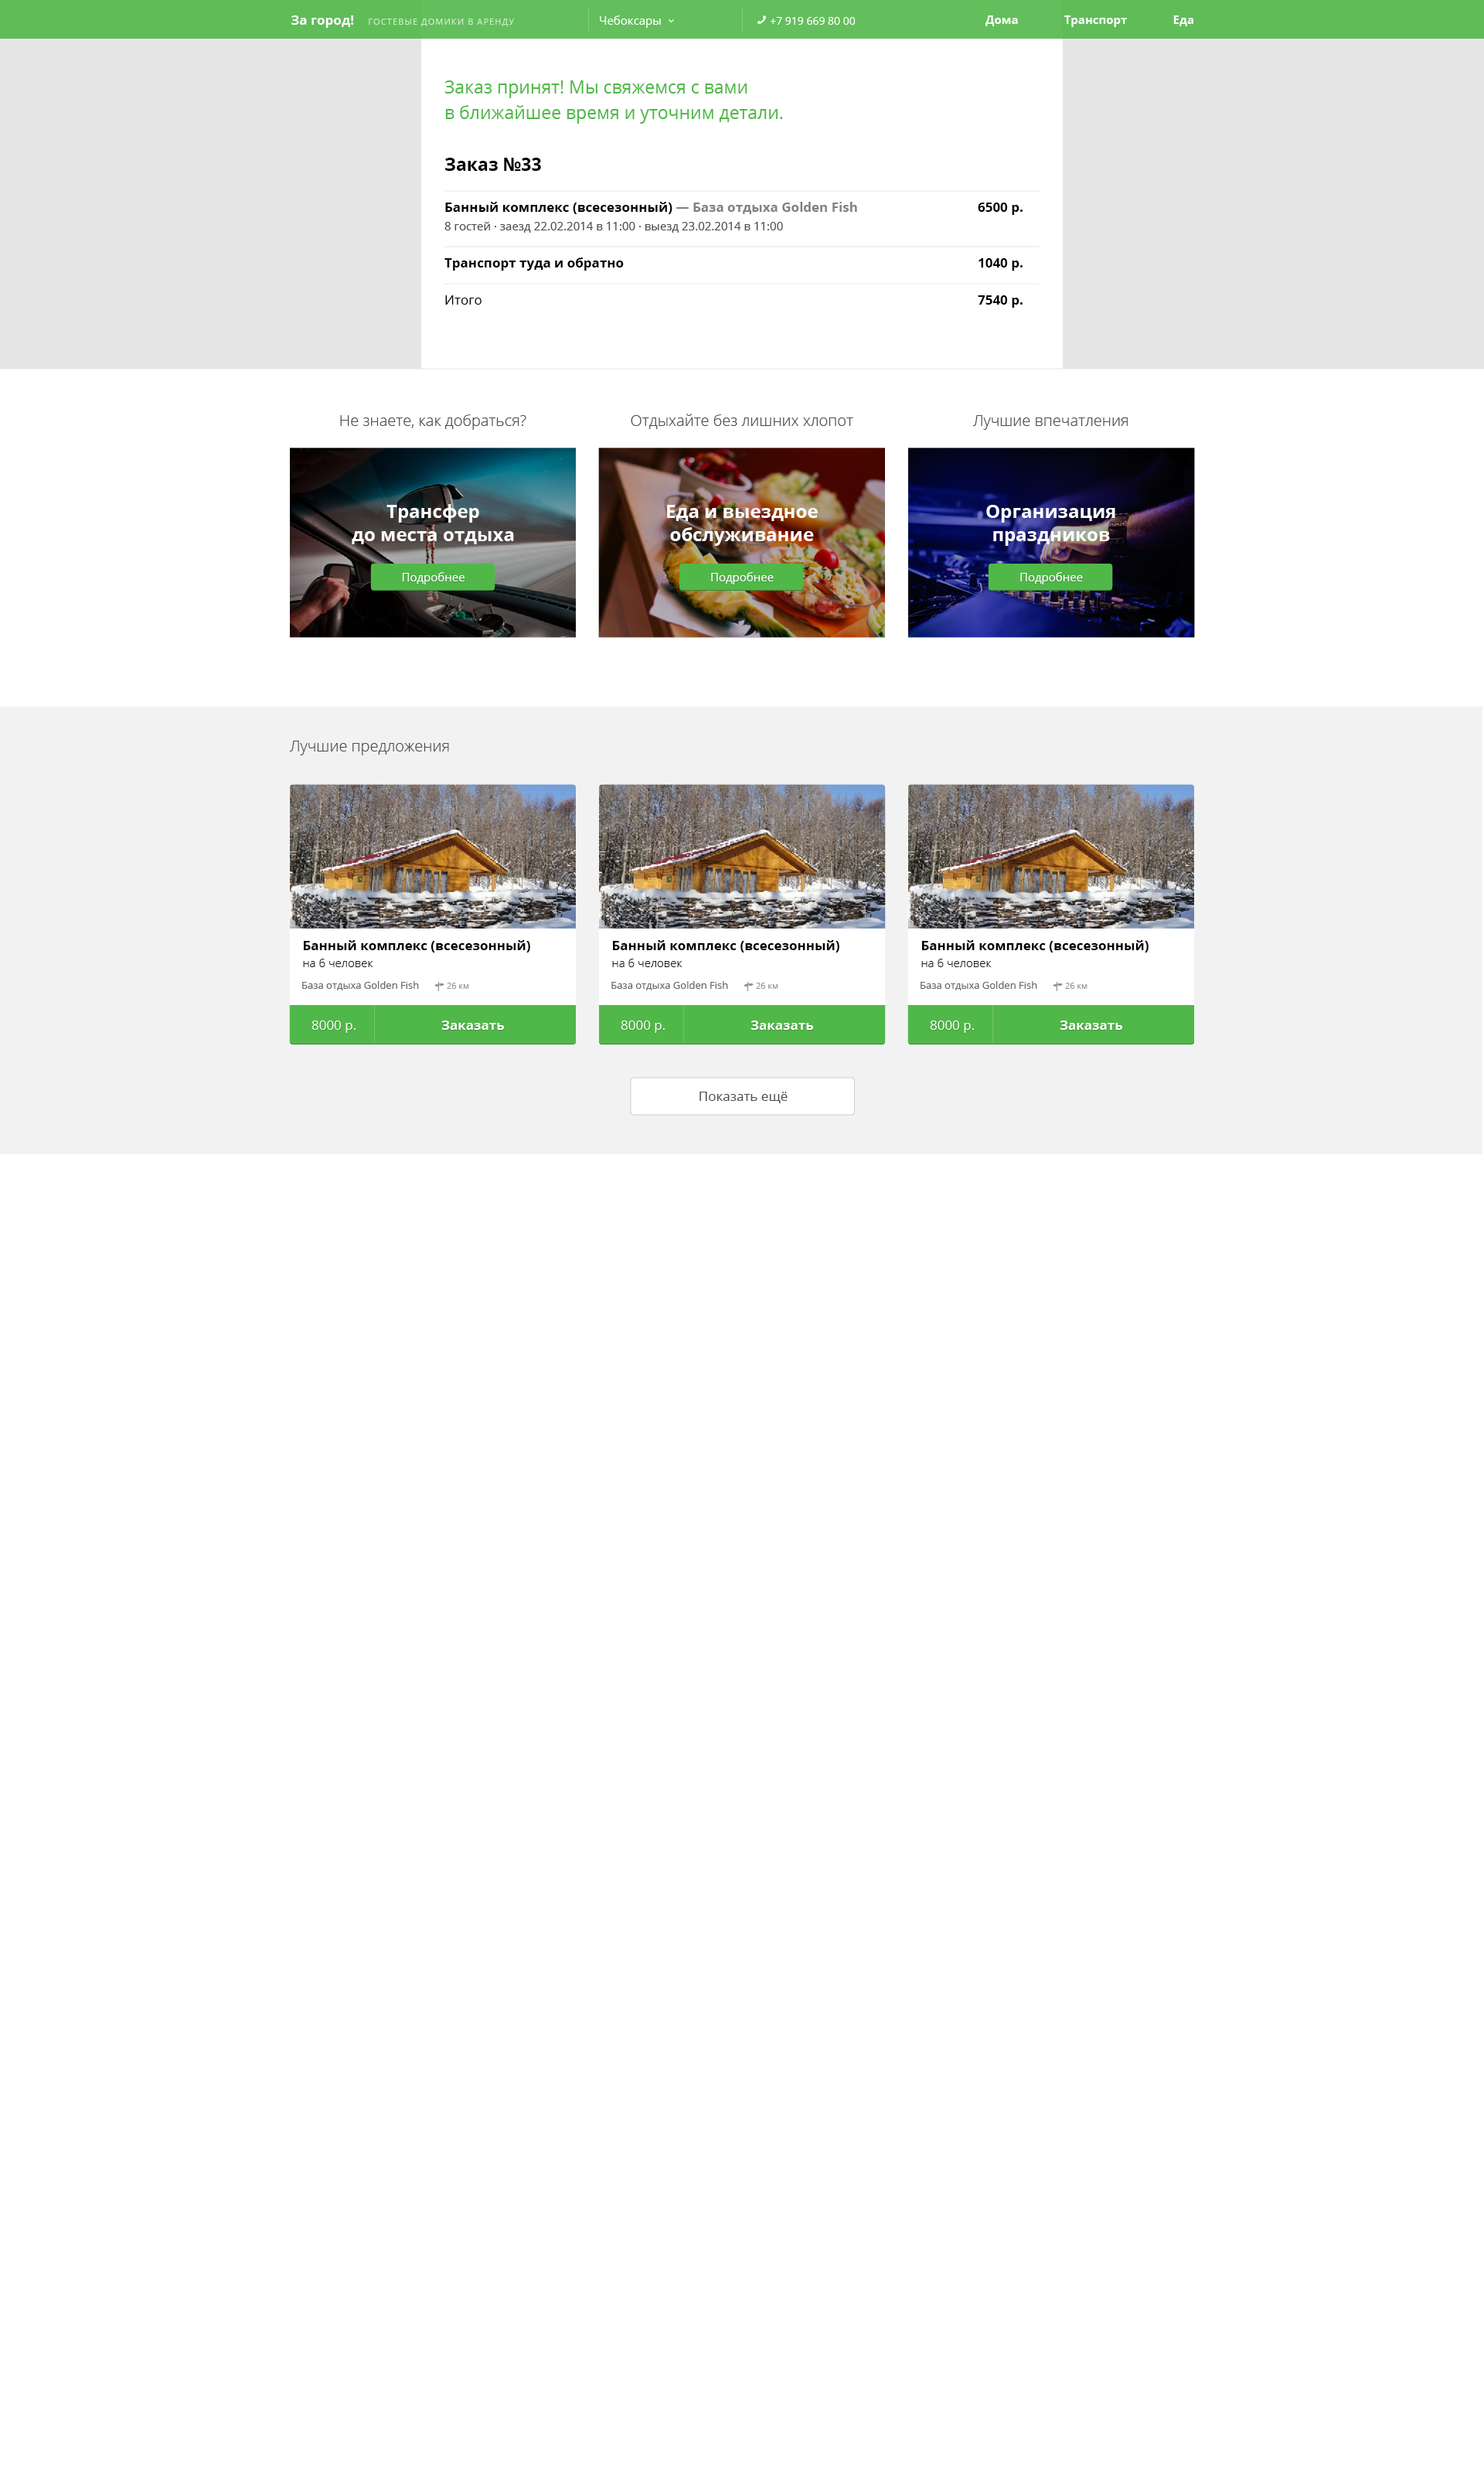 За город! ГОСТЕВЫЕ ДОМИКИ В АРЕНДУ Чебоксары +7 919 669 80 00 Дома Транспорт Еда
Заказ принят! Мы свяжемся с вами
в ближайшее время и уточним детали.
Заказ №33
Банный комплекс (всесезонный) — База отдыха Golden Fish 6500 р.
8 гостей · заезд 22.02.2014 в 11:00 · выезд 23.02.2014 в 11:00
Транспорт туда и обратно 1040 р.
Итого 7540 р.
Не знаете, как добраться?
Трансфер
до места отдыха
Подробнее
Отдыхайте без лишних хлопот
Еда и выездное
обслуживание
Подробнее
Лучшие впечатления
Организация
праздников
Подробнее
Лучшие предложения
Банный комплекс (всесезонный)
на 6 человек
База отдыха Golden Fish 26 км
8000 р. Заказать
Банный комплекс (всесезонный)
на 6 человек
База отдыха Golden Fish 26 км
8000 р. Заказать
Банный комплекс (всесезонный)
на 6 человек
База отдыха Golden Fish 26 км
8000 р. Заказать
Показать ещё